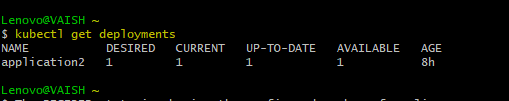 Lenovo@VAISH ~
$ kubectl get deployments
NAME DESIRED CURRENT UP-TO-DATE AVAILABLE AGE
application2 1 1 1 1 8h
Lenovo@VAISH ~